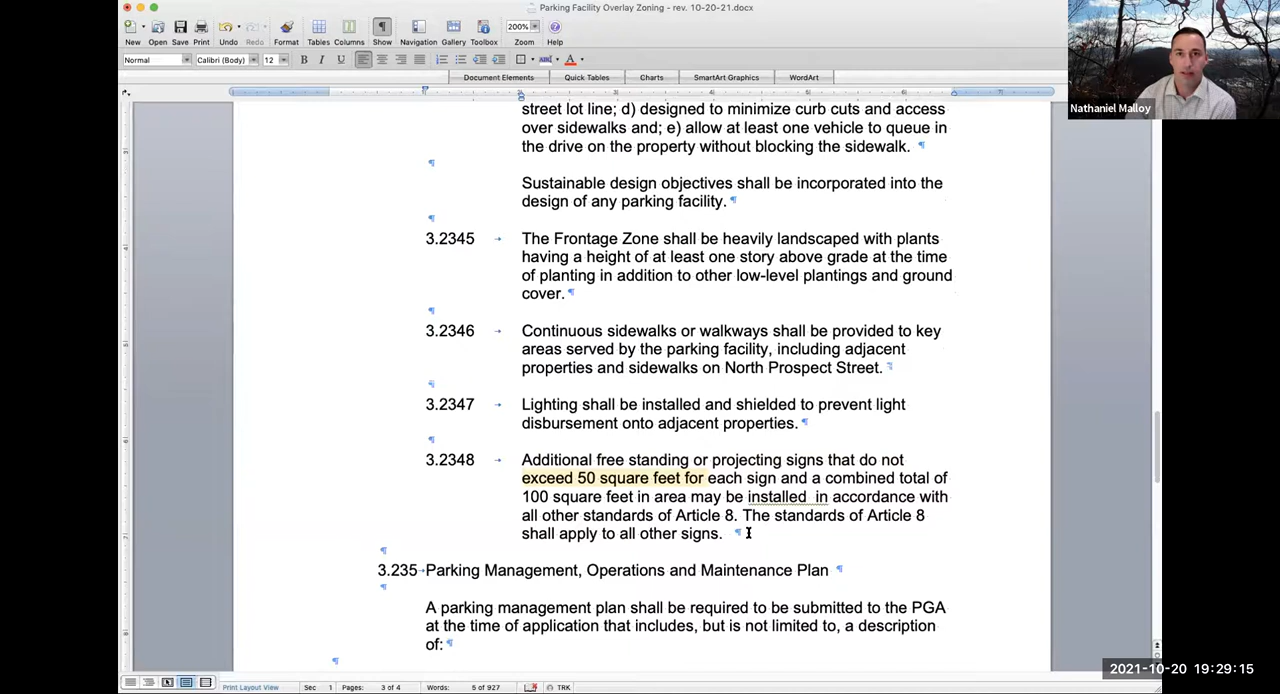 Parking Facility Overlay Zoning - rev. 10-20-21.docx
200%
New Open Save Print Undo Redo Format Tables Columns Show Navigation Gallery Toolbox Zoom Help
Normal Calibri (Body) 12 B I U
Document Elements Quick Tables Charts SmartArt Graphics WordArt
Nathaniel Malloy
street lot line; d) designed to minimize curb cuts and access
over sidewalks and; e) allow at least one vehicle to queue in
the drive on the property without blocking the sidewalk.
Sustainable design objectives shall be incorporated into the
design of any parking facility.
3.2345 The Frontage Zone shall be heavily landscaped with plants
having a height of at least one story above grade at the time
of planting in addition to other low-level plantings and ground
cover.
3.2346 Continuous sidewalks or walkways shall be provided to key
areas served by the parking facility, including adjacent
properties and sidewalks on North Prospect Street.
3.2347 Lighting shall be installed and shielded to prevent light
disbursement onto adjacent properties.
3.2348 Additional free standing or projecting signs that do not
exceed 50 square feet for each sign and a combined total of
100 square feet in area may be installed  in accordance with
all other standards of Article 8. The standards of Article 8
shall apply to all other signs.
3.235 Parking Management, Operations and Maintenance Plan
A parking management plan shall be required to be submitted to the PGA
at the time of application that includes, but is not limited to, a description
of:
2021-10-20 19:29:15
Print Layout View Sec 1 Pages: 3 of 4 Words: 5 of 927 TRK